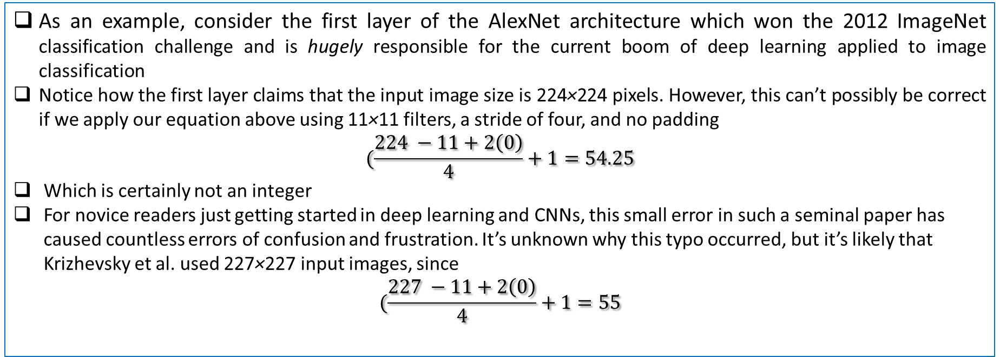 ❑ As an example, consider the first layer of the AlexNet architecture which won the 2012 ImageNet
classification challenge and is hugely responsible for the current boom of deep learning applied to image
classification
❑ Notice how the first layer claims that the input image size is 224×224 pixels. However, this can’t possibly be correct
if we apply our equation above using 11×11 filters, a stride of four, and no padding
(\frac{224 − 11 + 2(0)}{4} + 1 = 54.25
❑ Which is certainly not an integer
❑ For novice readers just getting started in deep learning and CNNs, this small error in such a seminal paper has
caused countless errors of confusion and frustration. It’s unknown why this typo occurred, but it’s likely that
Krizhevsky et al. used 227×227 input images, since
(\frac{227 − 11 + 2(0)}{4} + 1 = 55